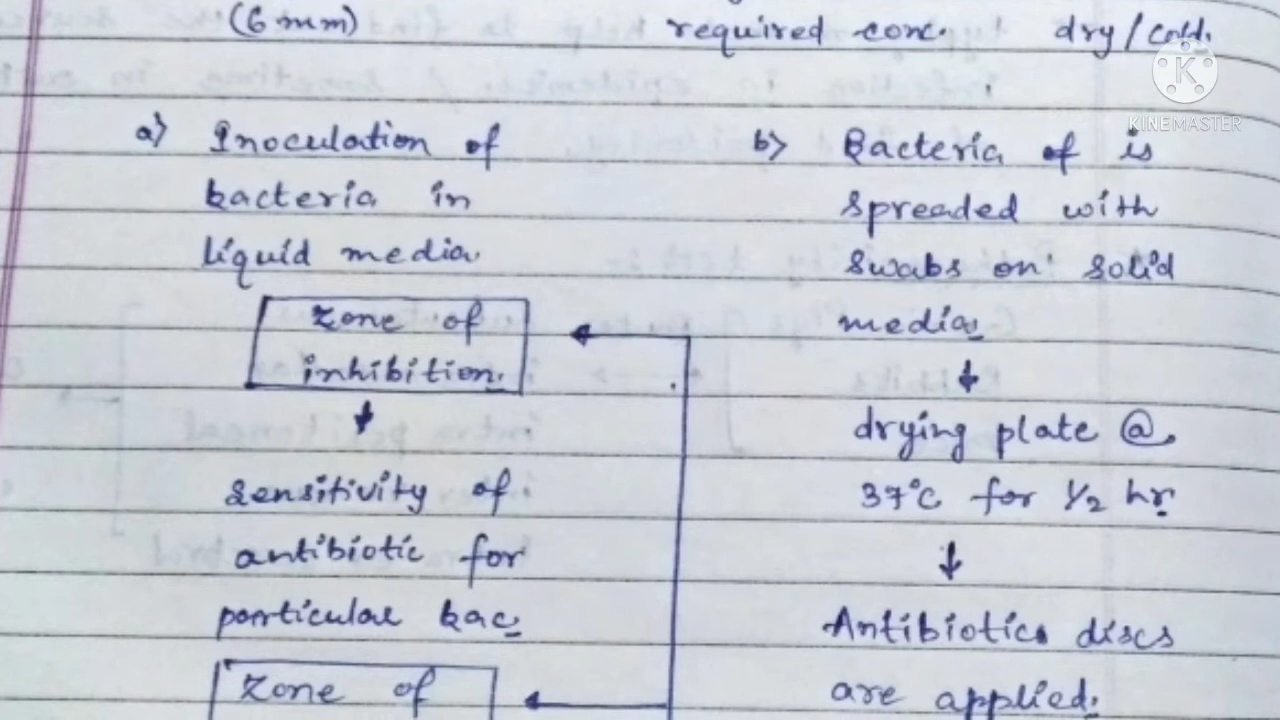 (6 mm) required conc. dry/cold.
KINEMASTER
a) Inoculation of
bacteria in
liquid media
zone of
inhibition.
sensitivity of
antibiotic for
particular bac.
zone of
b) Bacteria of is
spreaded with
swabs on solid
media
drying plate @
37°C for 1/2 hr
Antibiotics discs
are applied.